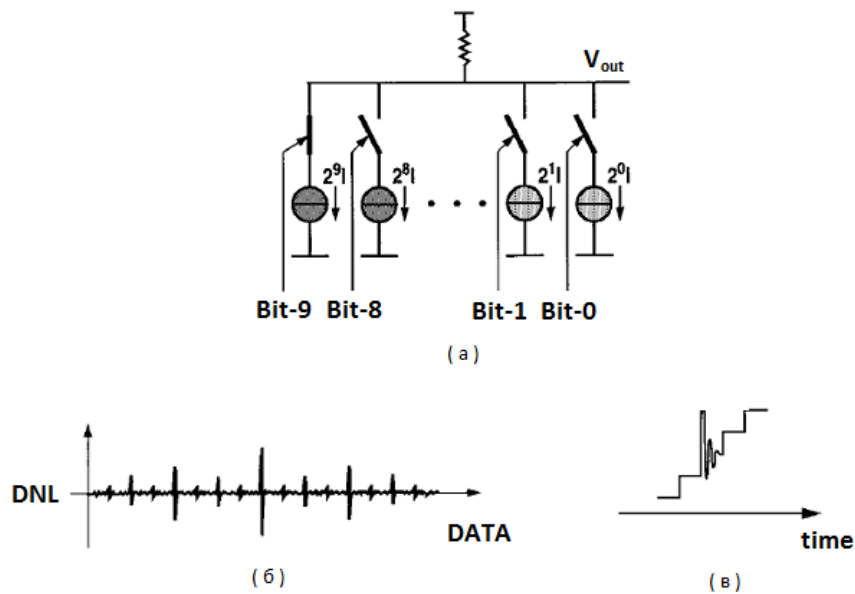 V_out
2⁹I 2⁸I 2¹I 2⁰I
Bit-9 Bit-8 Bit-1 Bit-0
( а )
DNL
DATA
time
( б )
( в )